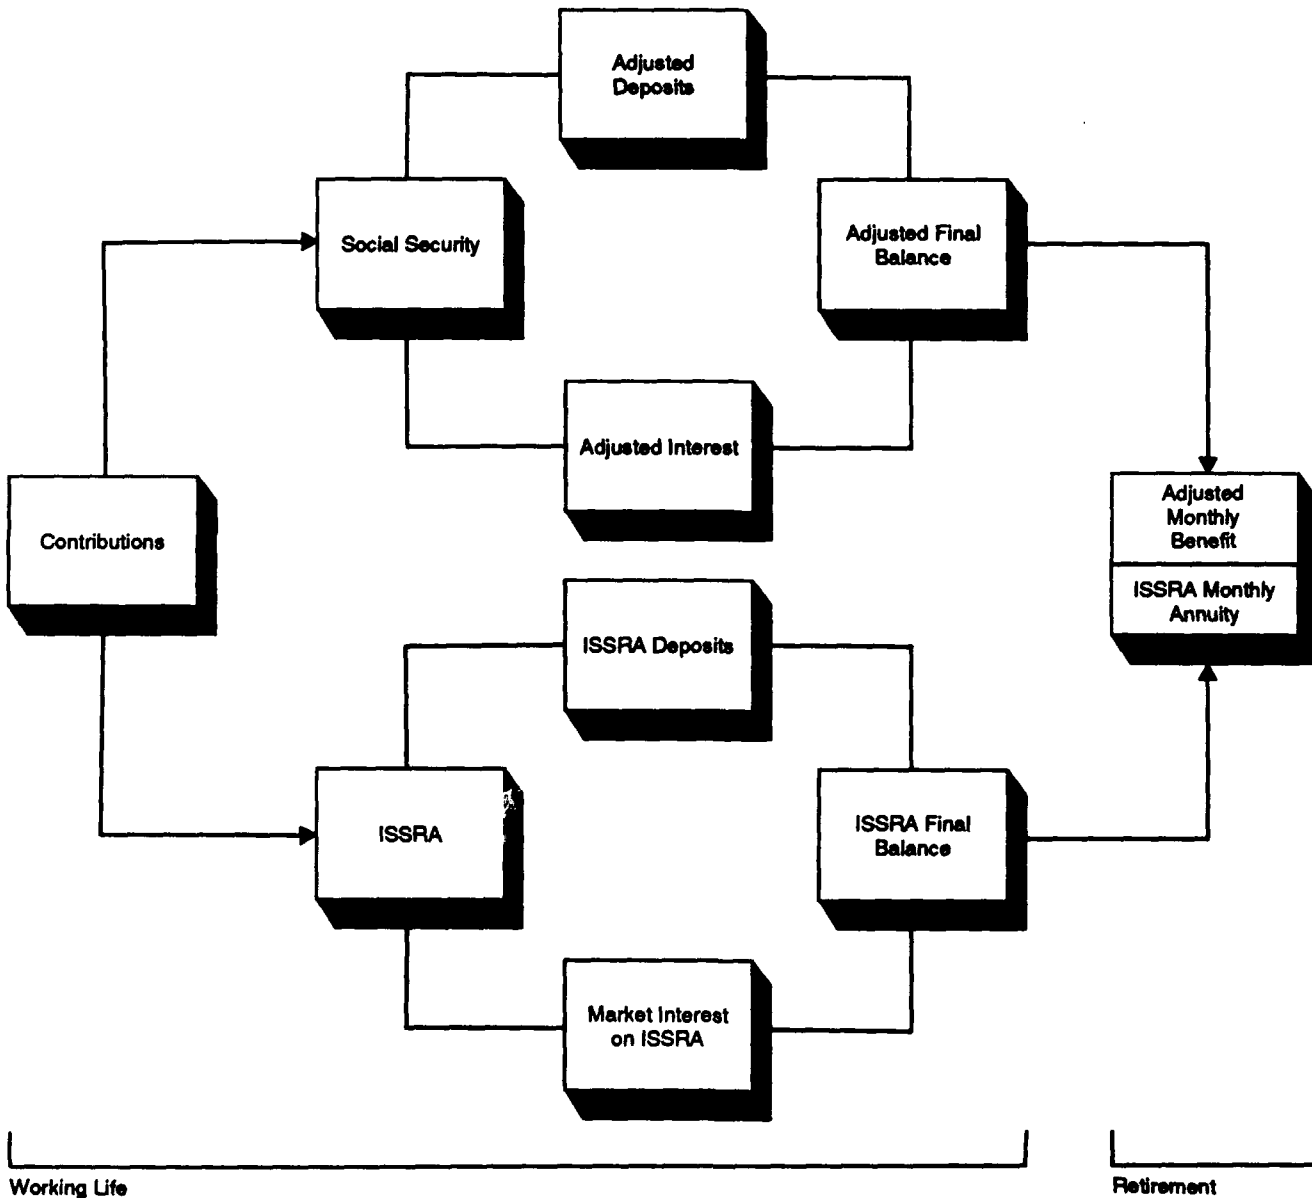 Adjusted
Deposits
Social Security
Adjusted Final
Balance
Adjusted Interest
Contributions
Adjusted
Monthly
Benefit
ISSRA Monthly
Annuity
ISSRA Deposits
ISSRA
ISSRA Final
Balance
Market Interest
on ISSRA
Working Life
Retirement